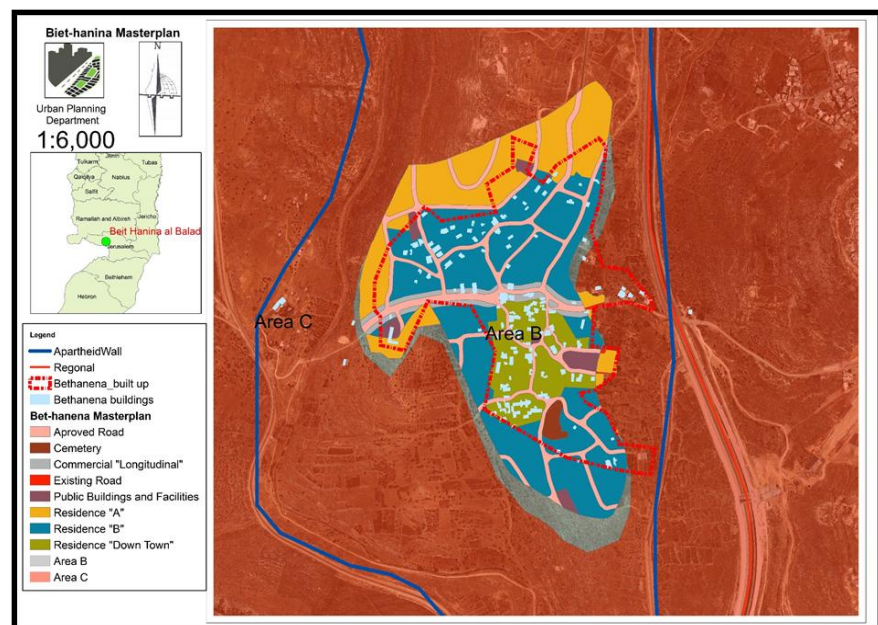 Biet-hanina Masterplan
N
Urban Planning
Department
1:6,000
Jenin
Tulkarm
Tubas
Qalqilya
Nablus
Salfit
Ramallah and Albireh
Jericho
Beit Hanina al Balad
Jerusalem
Bethlehem
Hebron
Legend
ApartheidWall
Regonal
Bethanena_built up
Bethanena buildings
Bet-hanena Masterplan
Aproved Road
Cemetery
Commercial "Longitudinal"
Existing Road
Public Buildings and Facilities
Residence "A"
Residence "B"
Residence "Down Town"
Area B
Area C
Area C
Area B